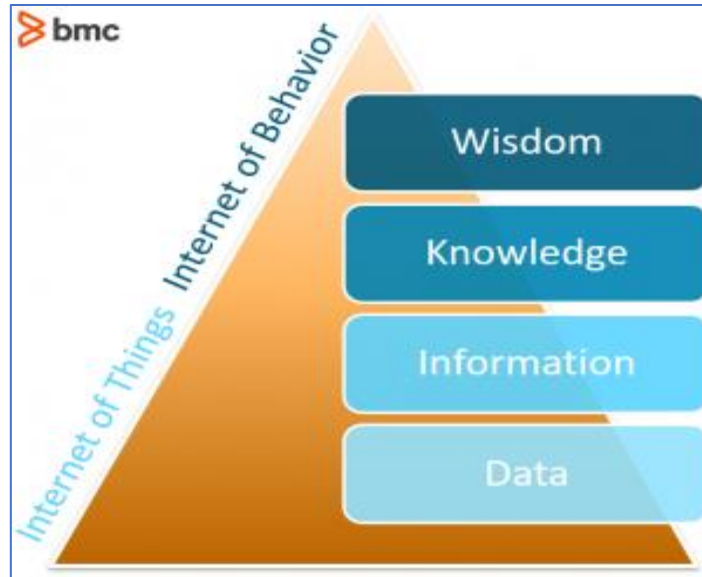 bmc
Internet of Things Internet of Behavior
Wisdom
Knowledge
Information
Data